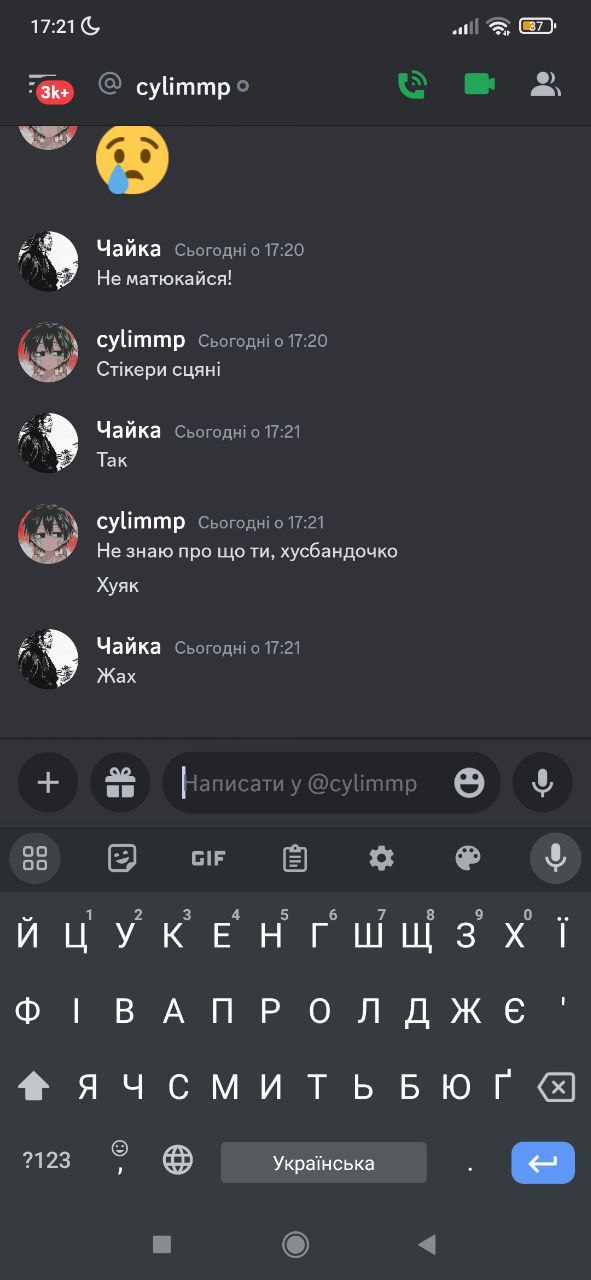 17:21
37
3k+
@ cylimmp
Чайка Сьогодні о 17:20
Не матюкайся!
cylimmp Сьогодні о 17:20
Стікери сцяні
Чайка Сьогодні о 17:21
Так
cylimmp Сьогодні о 17:21
Не знаю про що ти, хусбандочко
Хуяк
Чайка Сьогодні о 17:21
Жах
Написати у @cylimmp
GIF
1 2 3 4 5 6 7 8 9 0
Й Ц У К Е Н Г Ш Щ З Х Ї
Ф І В А П Р О Л Д Ж Є '
Я Ч С М И Т Ь Б Ю Ґ
?123 , Українська .